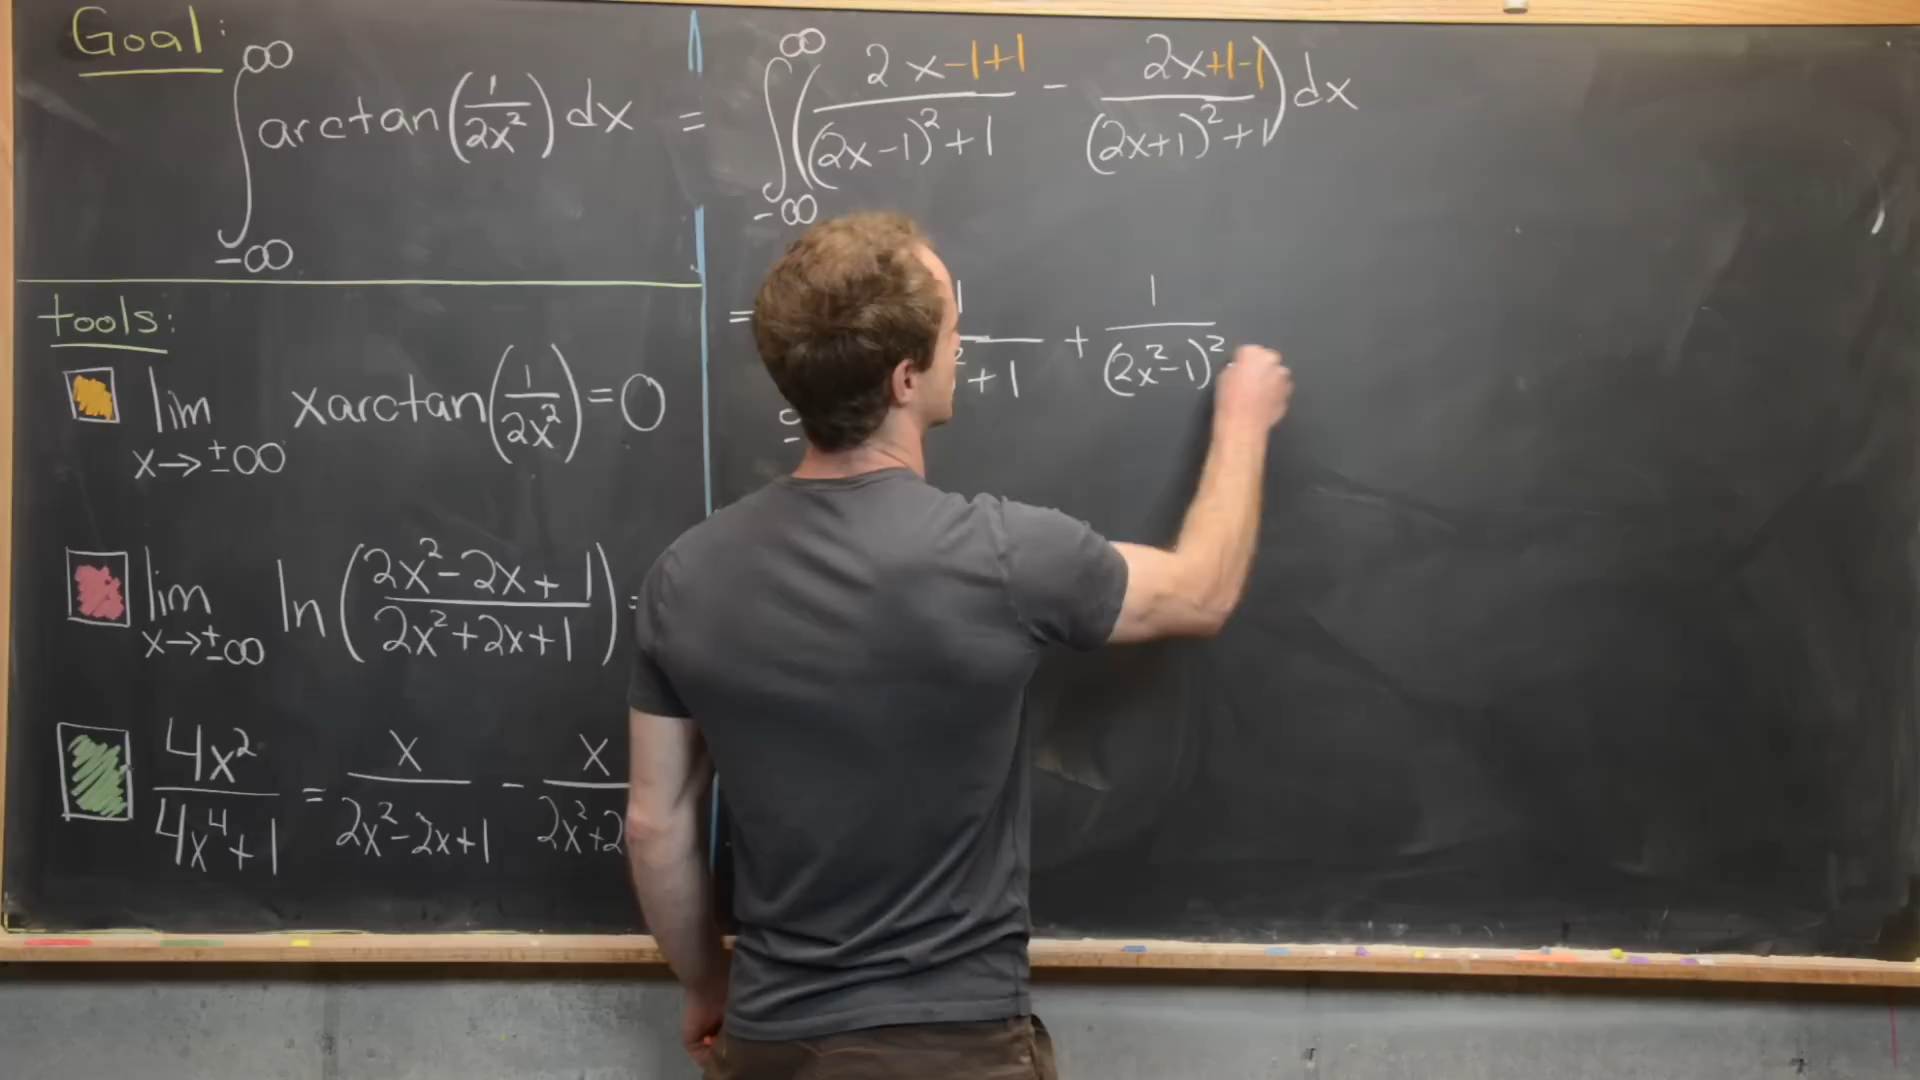 Goal:
∫_{-∞}^{∞} arctan(1/(2x²)) dx = ∫_{-∞}^{∞} ((2x-1+1)/((2x-1)²+1) - (2x+1-1)/((2x+1)²+1)) dx
= 1 ² +1 + 1/(2x²-1)²
tools:
lim_{x→±∞} x arctan(1/(2x²)) = 0
lim_{x→±∞} ln((2x²-2x+1)/(2x²+2x+1)) =
4x²/(4x⁴+1) = x/(2x²-2x+1) - x/(2x²+2